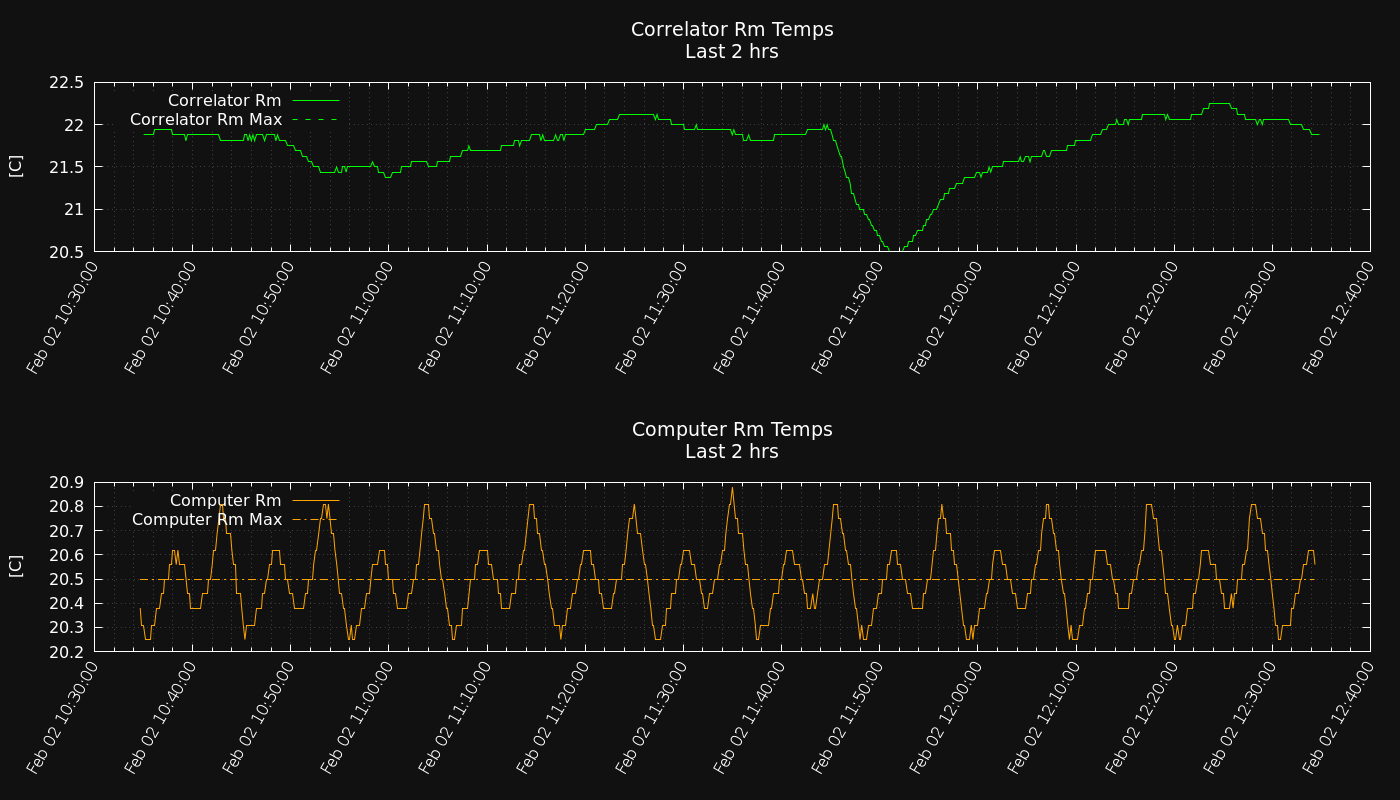 Correlator Rm Temps
Last 2 hrs
22.5
22
21.5
21
20.5
[C]
Correlator Rm
Correlator Rm Max
Feb 02 10:30:00
Feb 02 10:40:00
Feb 02 10:50:00
Feb 02 11:00:00
Feb 02 11:10:00
Feb 02 11:20:00
Feb 02 11:30:00
Feb 02 11:40:00
Feb 02 11:50:00
Feb 02 12:00:00
Feb 02 12:10:00
Feb 02 12:20:00
Feb 02 12:30:00
Feb 02 12:40:00
Computer Rm Temps
Last 2 hrs
20.9
20.8
20.7
20.6
20.5
20.4
20.3
20.2
[C]
Computer Rm
Computer Rm Max
Feb 02 10:30:00
Feb 02 10:40:00
Feb 02 10:50:00
Feb 02 11:00:00
Feb 02 11:10:00
Feb 02 11:20:00
Feb 02 11:30:00
Feb 02 11:40:00
Feb 02 11:50:00
Feb 02 12:00:00
Feb 02 12:10:00
Feb 02 12:20:00
Feb 02 12:30:00
Feb 02 12:40:00